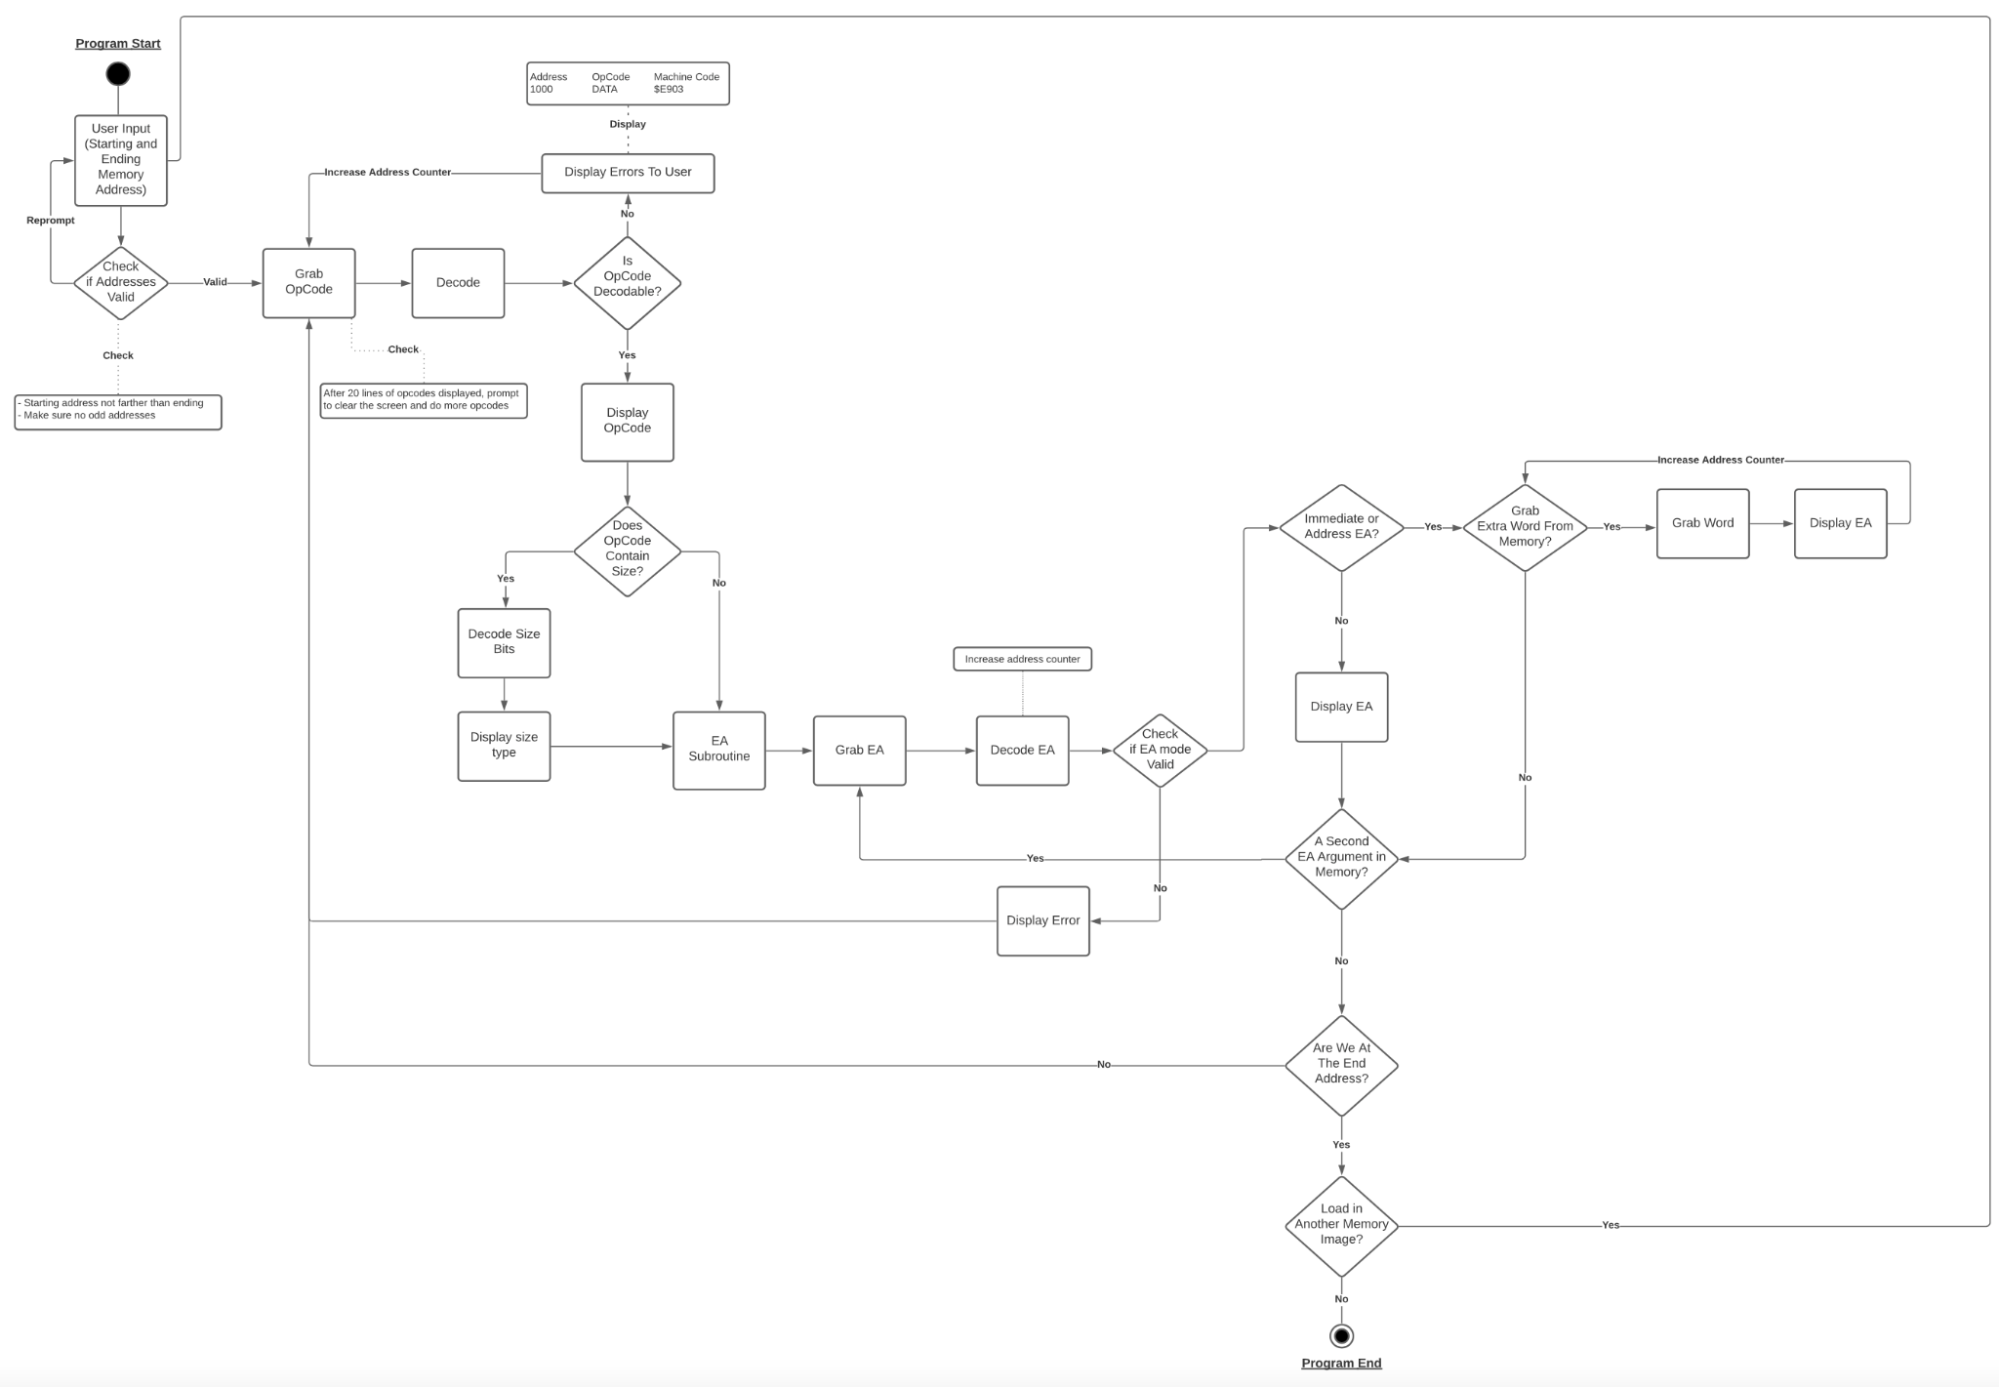 Program Start
User Input
(Starting and
Ending
Memory
Address)
Reprompt
Check
if Addresses
Valid
Valid
Check
- Starting address not farther than ending
- Make sure no odd addresses
Grab
OpCode
Check
After 20 lines of opcodes displayed, prompt
to clear the screen and do more opcodes
Decode
Is
OpCode
Decodable?
No
Display Errors To User
Increase Address Counter
Display
Address OpCode Machine Code
1000 DATA $E903
Yes
Display
OpCode
Does
OpCode
Contain
Size?
Yes
No
Decode Size
Bits
Display size
type
EA
Subroutine
Grab EA
Decode EA
Increase address counter
Check
if EA mode
Valid
No
Display Error
Immediate or
Address EA?
Yes
No
Grab
Extra Word From
Memory?
Yes
Grab Word
Display EA
Increase Address Counter
No
Display EA
A Second
EA Argument in
Memory?
Yes
No
Are We At
The End
Address?
No
Yes
Load in
Another Memory
Image?
Yes
No
Program End